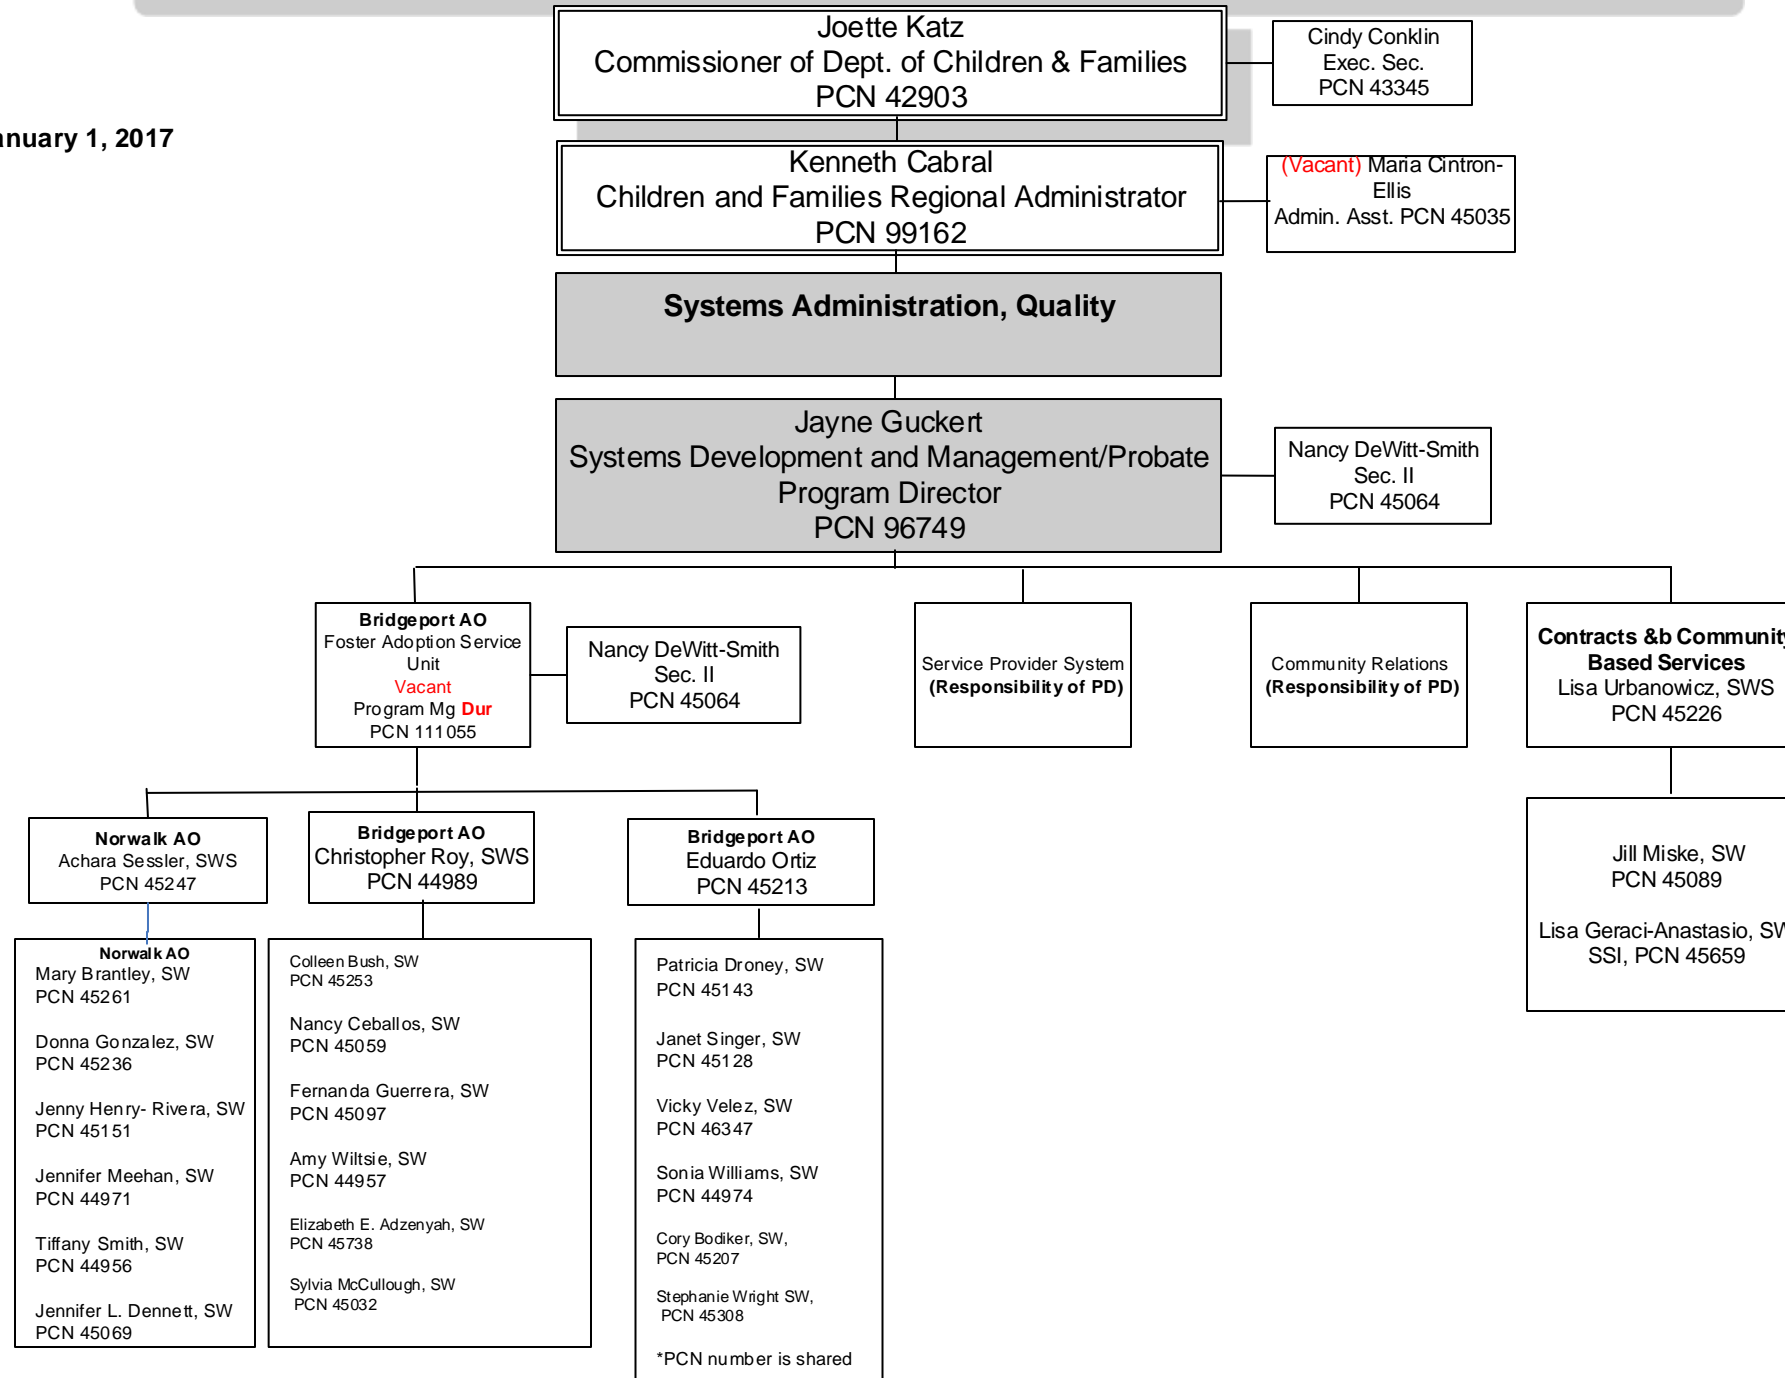 Joette Katz
Commissioner of Dept. of Children & Families
PCN 42903
Cindy Conklin
Exec. Sec.
PCN 43345
anuary 1, 2017
Kenneth Cabral
Children and Families Regional Administrator
PCN 99162
(Vacant) Maria Cintron-
Ellis
Admin. Asst. PCN 45035
Systems Administration, Quality
Jayne Guckert
Systems Development and Management/Probate
Program Director
PCN 96749
Nancy DeWitt-Smith
Sec. II
PCN 45064
Bridgeport AO
Foster Adoption Service
Unit
Vacant
Program Mg Dur
PCN 111055
Nancy DeWitt-Smith
Sec. II
PCN 45064
Service Provider System
(Responsibility of PD)
Community Relations
(Responsibility of PD)
Contracts &b Community
Based Services
Lisa Urbanowicz, SWS
PCN 45226
Norwalk AO
Achara Sessler, SWS
PCN 45247
Bridgeport AO
Christopher Roy, SWS
PCN 44989
Bridgeport AO
Eduardo Ortiz
PCN 45213
Jill Miske, SW
PCN 45089
Lisa Geraci-Anastasio, SW
SSI, PCN 45659
Norwalk AO
Mary Brantley, SW
PCN 45261
Donna Gonzalez, SW
PCN 45236
Jenny Henry- Rivera, SW
PCN 45151
Jennifer Meehan, SW
PCN 44971
Tiffany Smith, SW
PCN 44956
Jennifer L. Dennett, SW
PCN 45069
Colleen Bush, SW
PCN 45253
Nancy Ceballos, SW
PCN 45059
Fernanda Guerrera, SW
PCN 45097
Amy Wiltsie, SW
PCN 44957
Elizabeth E. Adzenyah, SW
PCN 45738
Sylvia McCullough, SW
PCN 45032
Patricia Droney, SW
PCN 45143
Janet Singer, SW
PCN 45128
Vicky Velez, SW
PCN 46347
Sonia Williams, SW
PCN 44974
Cory Bodiker, SW,
PCN 45207
Stephanie Wright SW,
PCN 45308
*PCN number is shared